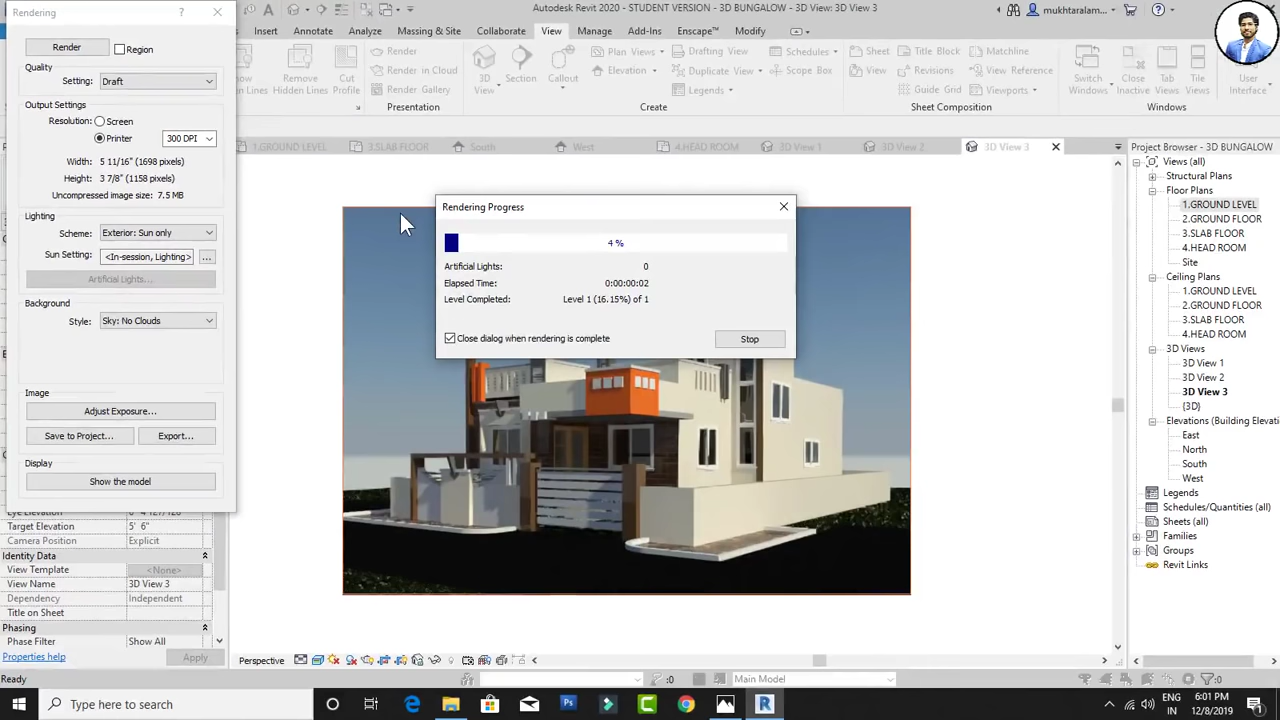 Rendering
?
Autodesk Revit 2020 - STUDENT VERSION - 3D BUNGALOW - 3D View: 3D View 3
mukhtaralam...
Insert Annotate Analyze Massing & Site Collaborate View Manage Add-Ins Enscape™ Modify
Render
Region
Quality
Setting: Draft
Output Settings
Resolution: Screen
Printer 300 DPI
Width: 5 11/16" (1698 pixels)
Height: 3 7/8" (1158 pixels)
Uncompressed image size: 7.5 MB
Lighting
Scheme: Exterior: Sun only
Sun Setting: <In-session, Lighting> ...
Artificial Lights...
Background
Style: Sky: No Clouds
Image
Adjust Exposure...
Save to Project... Export...
Display
Show the model
Remove
Hidden Lines
Cut
Profile
Render
Render in Cloud
Render Gallery
Presentation
3D
View
Section
Callout
Plan Views
Elevation
Drafting View
Duplicate View
Legends
Schedules
Scope Box
Create
Sheet
View
Title Block
Revisions
Guide Grid
Matchline
View Reference
Viewports
Sheet Composition
Switch
Windows
Close
Inactive
Tab
Views
Tile
Views
User
Interface
Windows
1.GROUND LEVEL 3.SLAB FLOOR South West 4.HEAD ROOM 3D View 1 3D View 2 3D View 3
Rendering Progress
4 %
Artificial Lights: 0
Elapsed Time: 0:00:00:02
Level Completed: Level 1 (16.15%) of 1
Close dialog when rendering is complete
Stop
Project Browser - 3D BUNGALOW
Views (all)
Structural Plans
Floor Plans
1.GROUND LEVEL
2.GROUND FLOOR
3.SLAB FLOOR
4.HEAD ROOM
Site
Ceiling Plans
1.GROUND LEVEL
2.GROUND FLOOR
3.SLAB FLOOR
4.HEAD ROOM
3D Views
3D View 1
3D View 2
3D View 3
{3D}
Elevations (Building Elevation
East
North
South
West
Legends
Schedules/Quantities (all)
Sheets (all)
Families
Groups
Revit Links
Target Elevation 5' 6"
Camera Position Explicit
Identity Data
View Template <None>
View Name 3D View 3
Dependency Independent
Title on Sheet
Phasing
Phase Filter Show All
Properties help Apply
Perspective
Ready
:0
Main Model
:0
Type here to search
ENG
IN
6:01 PM
12/8/2019